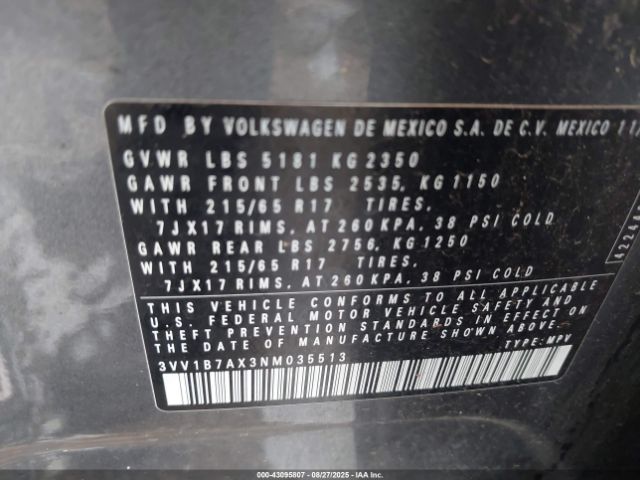 MFD BY VOLKSWAGEN DE MEXICO S.A. DE C.V. MEXICO 11
GVWR LBS 5181 KG 2350
GAWR FRONT LBS 2535, KG 1150
WITH 215/65 R17 TIRES,
7JX17 RIMS, AT 260 KPA, 38 PSI COLD
GAWR REAR LBS 2756, KG 1250
WITH 215/65 R17 TIRES,
7JX17 RIMS, AT 260 KPA, 38 PSI COLD
THIS VEHICLE CONFORMS TO ALL APPLICABLE
U.S. FEDERAL MOTOR VEHICLE SAFETY AND
THEFT PREVENTION STANDARDS IN EFFECT ON
THE DATE OF MANUFACTURE SHOWN ABOVE.
3VV1B7AX3NM035513 TYPE: MPV
4224
000-43095807 - 08/27/2025 - IAAI.com